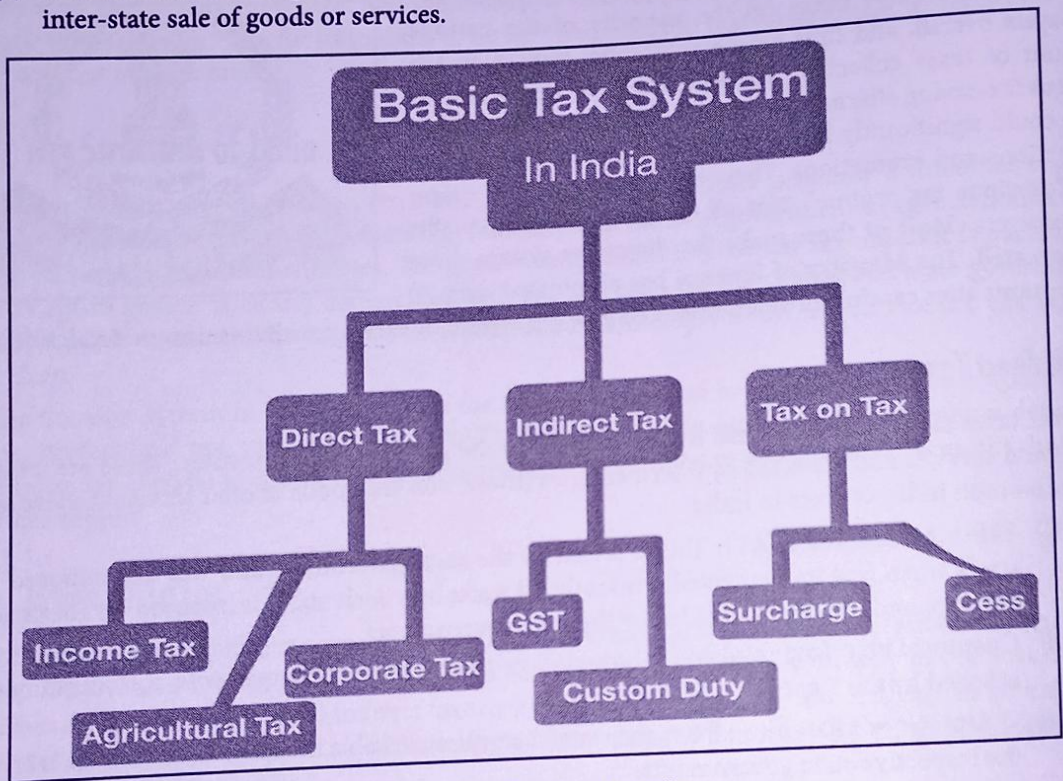 inter-state sale of goods or services.
Basic Tax System
In India
Direct Tax
Indirect Tax
Tax on Tax
Income Tax
Agricultural Tax
Corporate Tax
GST
Custom Duty
Surcharge
Cess